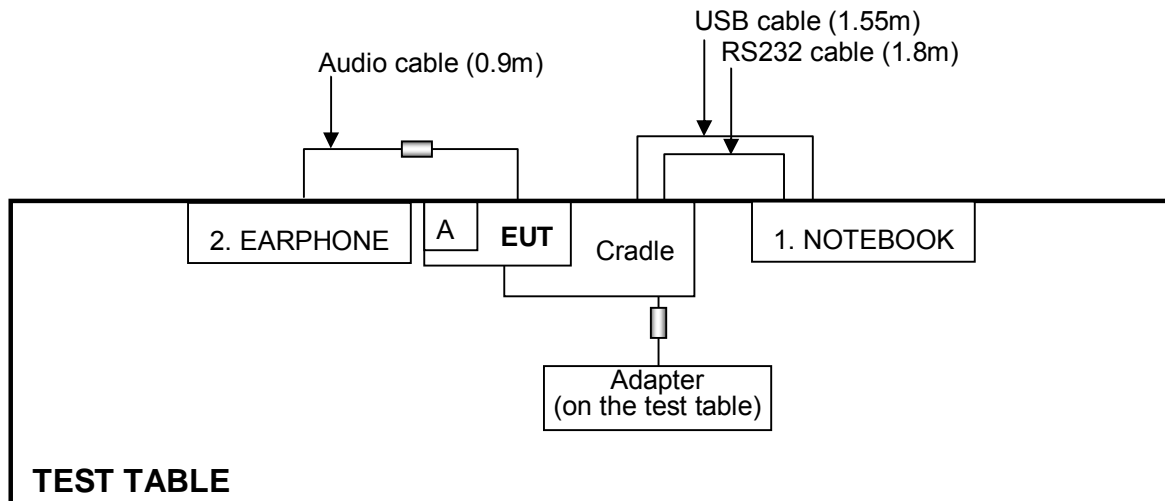 USB cable (1.55m)
RS232 cable (1.8m)
Audio cable (0.9m)
2. EARPHONE
A
EUT
Cradle
1. NOTEBOOK
Adapter
(on the test table)
TEST TABLE